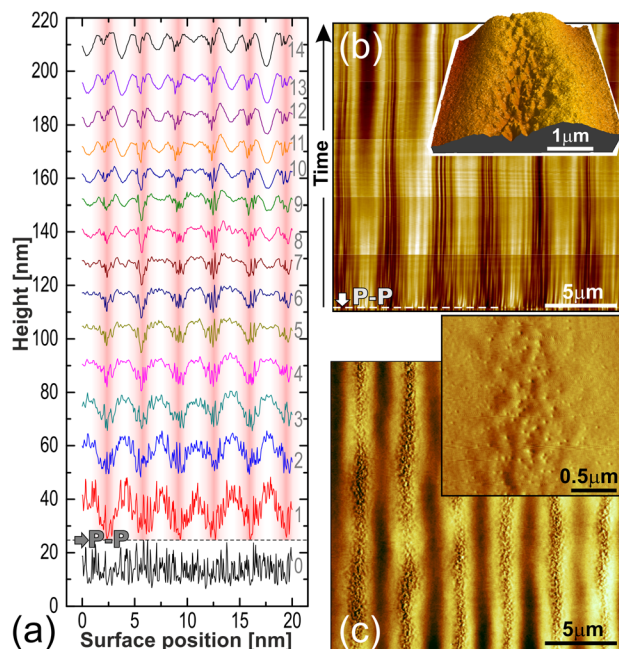 220
200
180
160
140
120
100
80
60
40
20
0
Height [nm]
14
13
12
11
10
9
8
7
6
5
4
3
2
1
P-P
0
0 5 10 15 20
Surface position [nm]
(a)
(b)
Time
1μm
P-P
5μm
0.5μm
(c)
5μm